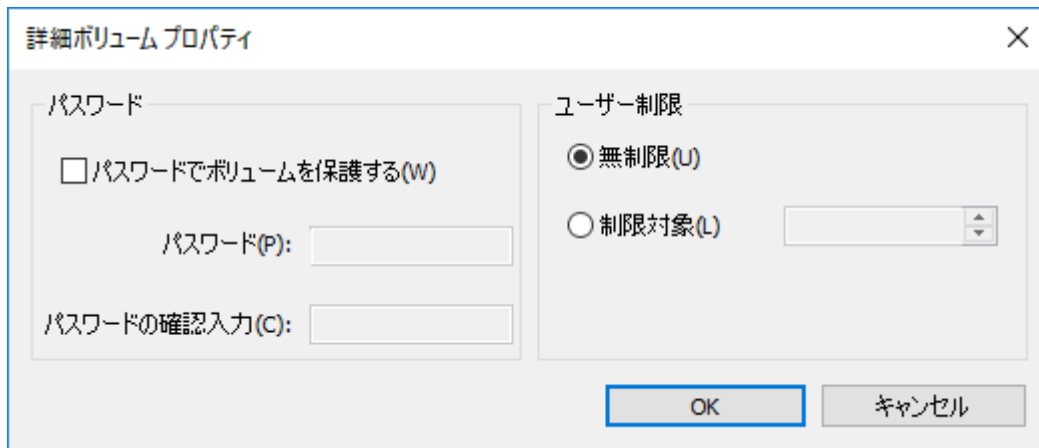 詳細ボリューム プロパティ
パスワード
パスワードでボリュームを保護する(W)
パスワード(P):
パスワードの確認入力(C):
ユーザー制限
無制限(U)
制限対象(L)
OK
キャンセル